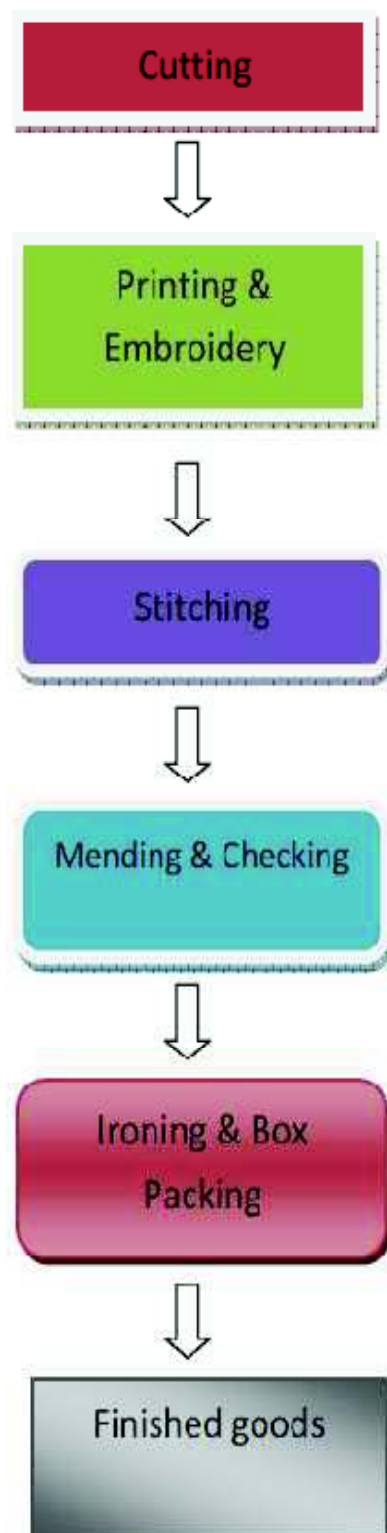 Cutting
Printing &
Embroidery
Stitching
Mending & Checking
Ironing & Box
Packing
Finished goods